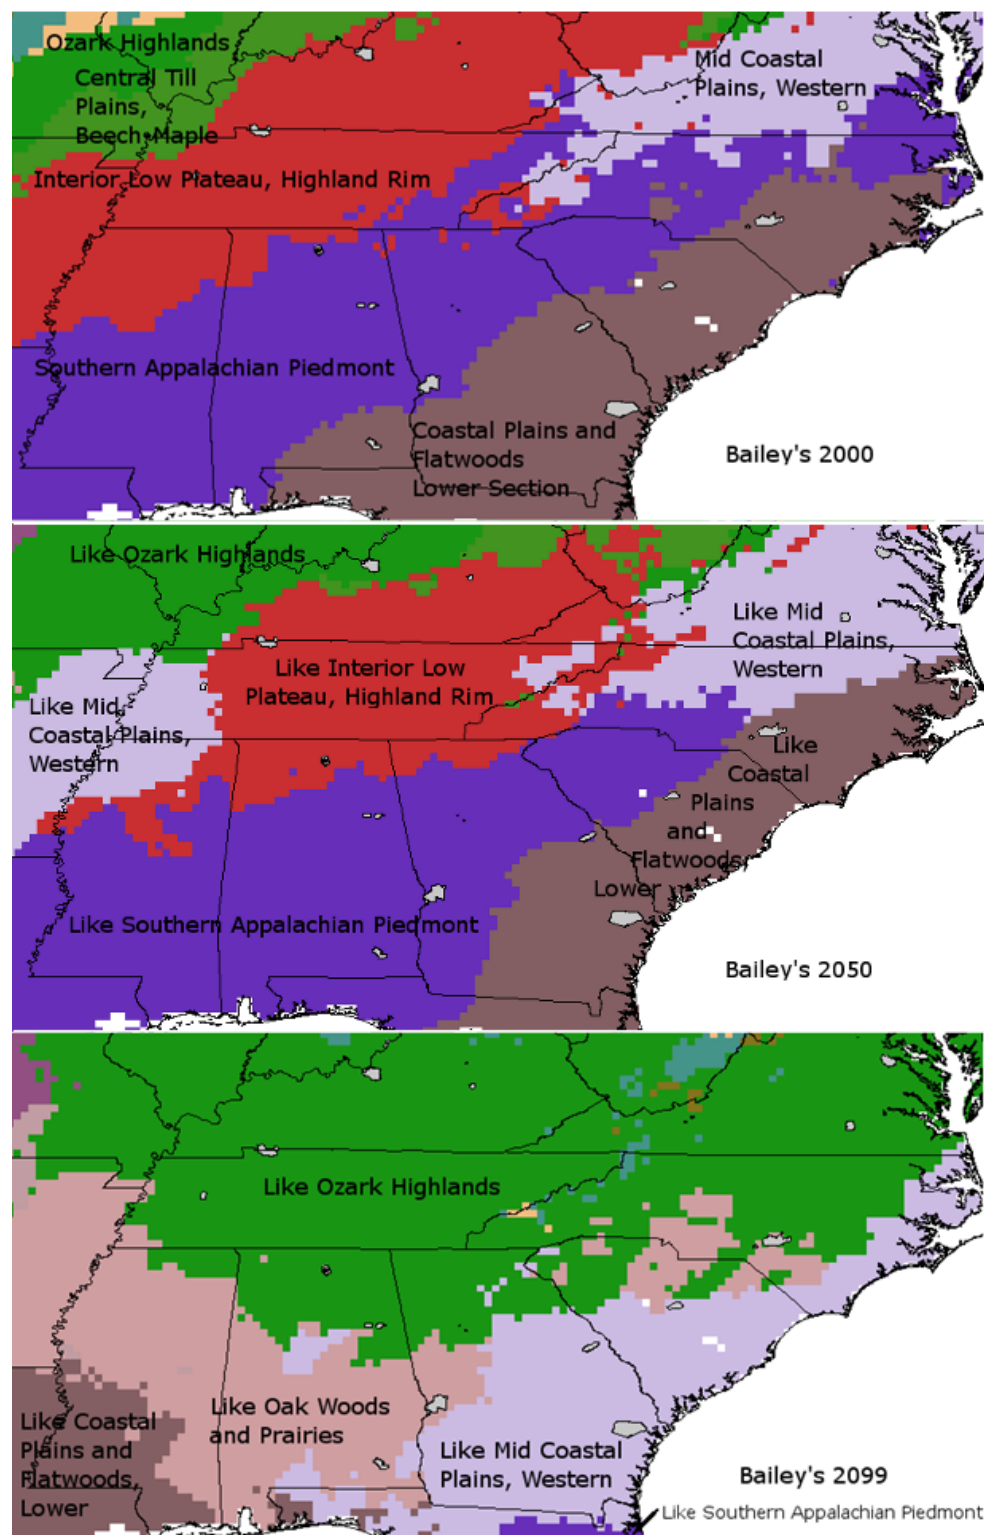 Ozark Highlands
Central Till
Plains,
Beech-Maple
Mid Coastal
Plains, Western
Interior Low Plateau, Highland Rim
Southern Appalachian Piedmont
Coastal Plains and
Flatwoods
Lower Section
Bailey's 2000
Like Ozark Highlands
Like Mid
Coastal Plains,
Western
Like Interior Low
Plateau, Highland Rim
Like Mid
Coastal Plains,
Western
Like
Coastal
Plains
and
Flatwoods,
Lower
Like Southern Appalachian Piedmont
Bailey's 2050
Like Ozark Highlands
Like Oak Woods
and Prairies
Like Coastal
Plains and
Flatwoods,
Lower
Like Mid Coastal
Plains, Western
Bailey's 2099
Like Southern Appalachian Piedmont